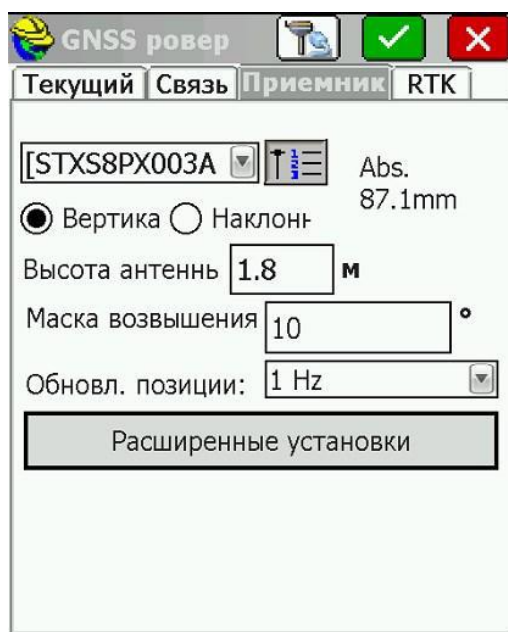 GNSS ровер
Текущий Связь Приемник RTK
[STXS8PX003A Abs.
87.1mm
Вертика Наклонн
Высота антеннь 1.8 м
Маска возвышения 10 °
Обновл. позиции: 1 Hz
Расширенные установки